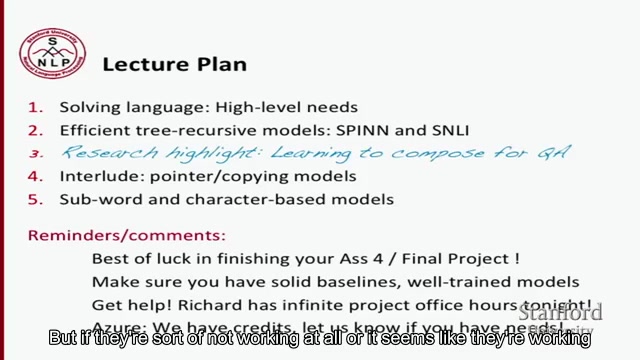 Stanford University
S
NLP
Natural Language Processing
Lecture Plan
1. Solving language: High-level needs
2. Efficient tree-recursive models: SPINN and SNLI
3. Research highlight: Learning to compose for QA
4. Interlude: pointer/copying models
5. Sub-word and character-based models
Reminders/comments:
Best of luck in finishing your Ass 4 / Final Project !
Make sure you have solid baselines, well-trained models
Get help! Richard has infinite project office hours tonight!
Azure: We have credits, let us know if you have needs!
Stanford
University
But if they're sort of not working at all or it seems like they're working